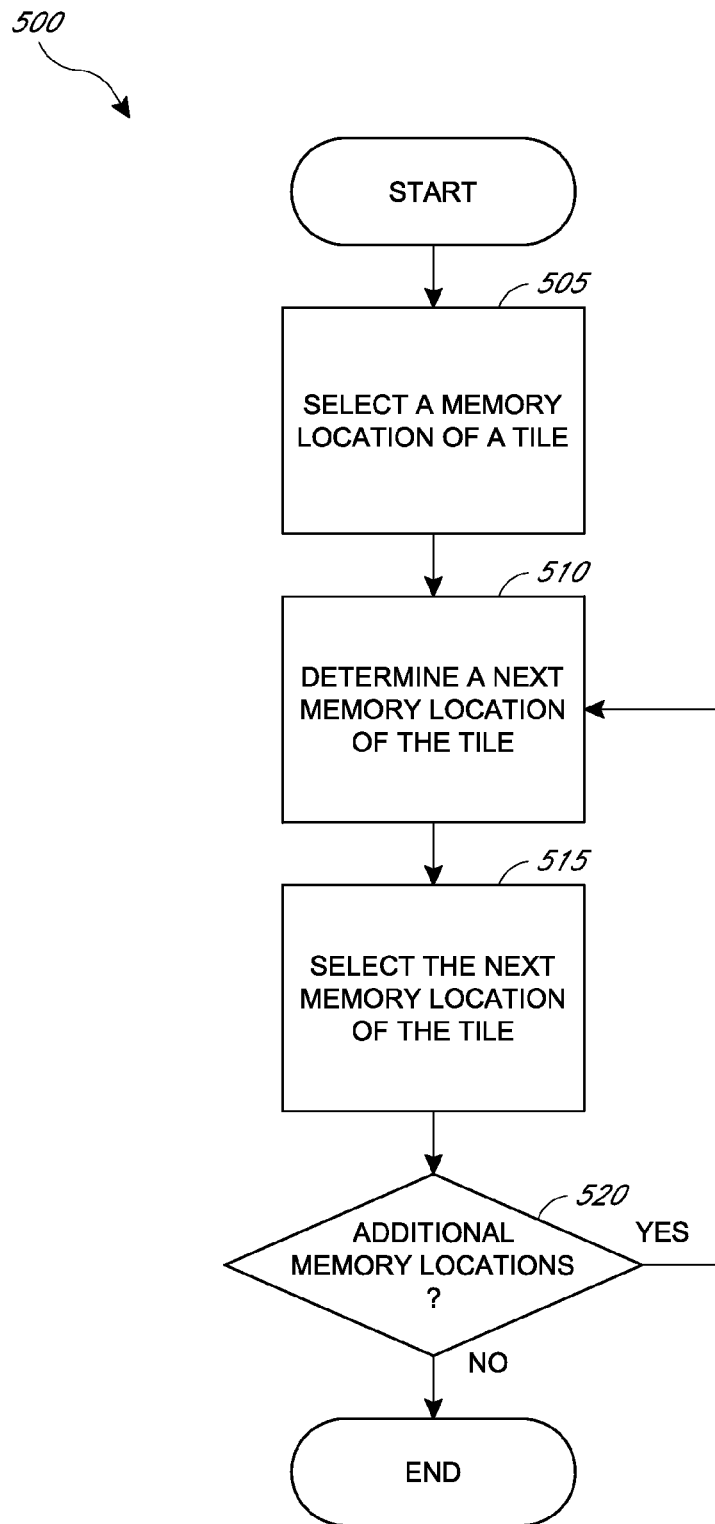 500
START
505
SELECT A MEMORY
LOCATION OF A TILE
510
DETERMINE A NEXT
MEMORY LOCATION
OF THE TILE
515
SELECT THE NEXT
MEMORY LOCATION
OF THE TILE
520
ADDITIONAL
MEMORY LOCATIONS
?
YES
NO
END